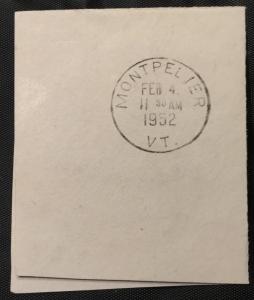 MONTPELIER
FEB 4.
11 30 AM
1952
VT.